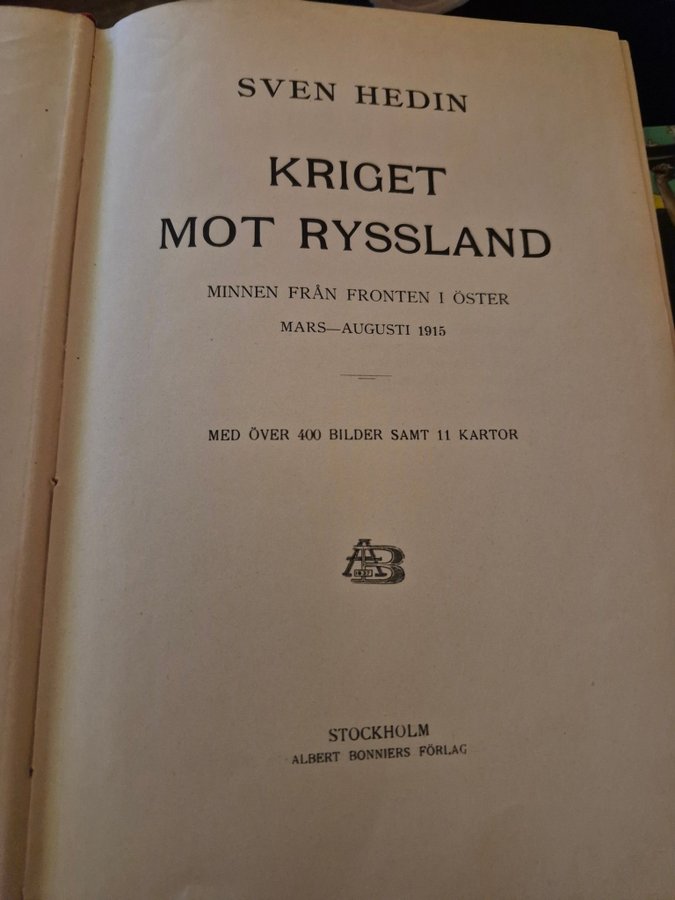 SVEN HEDIN
KRIGET
MOT RYSSLAND
MINNEN FRÅN FRONTEN I ÖSTER
MARS—AUGUSTI 1915
MED ÖVER 400 BILDER SAMT 11 KARTOR
AB
STOCKHOLM
ALBERT BONNIERS FÖRLAG